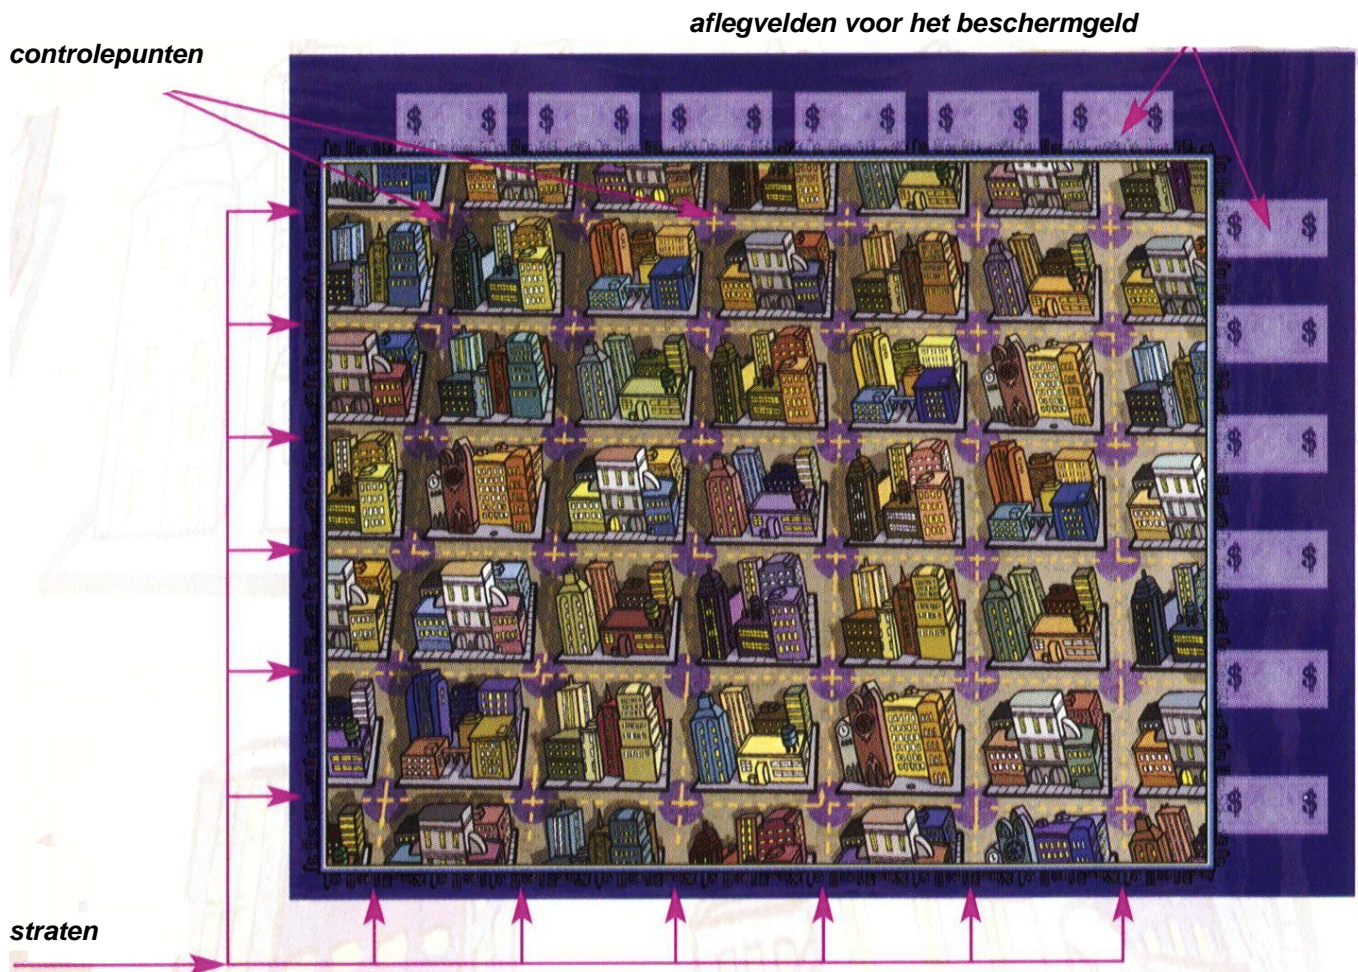 aflegvelden voor het beschermgeld
controlepunten
$ $ $ $ $ $ $ $ $ $ $ $
$ $
$ $
$ $
$ $
$ $
$ $
straten